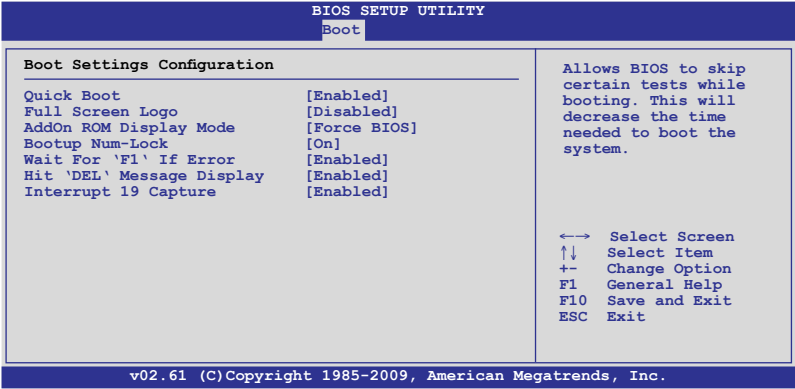 BIOS SETUP UTILITY
Boot
Boot Settings Configuration
Quick Boot [Enabled]
Full Screen Logo [Disabled]
AddOn ROM Display Mode [Force BIOS]
Bootup Num-Lock [On]
Wait For ‘F1‘ If Error [Enabled]
Hit ‘DEL‘ Message Display [Enabled]
Interrupt 19 Capture [Enabled]
Allows BIOS to skip
certain tests while
booting. This will
decrease the time
needed to boot the
system.
←→ Select Screen
↑↓ Select Item
+- Change Option
F1 General Help
F10 Save and Exit
ESC Exit
v02.61 (C)Copyright 1985-2009, American Megatrends, Inc.